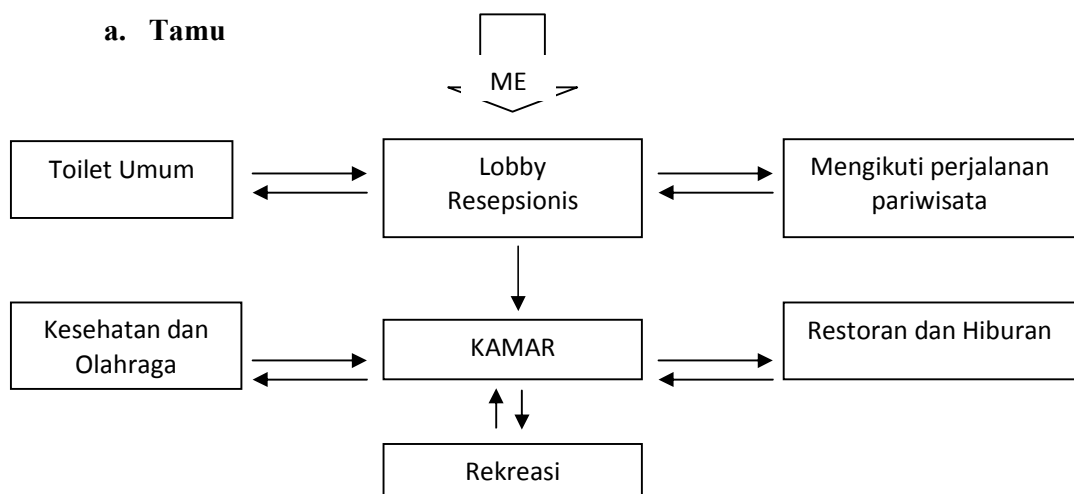 a. Tamu
ME
Toilet Umum
Lobby
Resepsionis
Mengikuti perjalanan
pariwisata
Kesehatan dan
Olahraga
KAMAR
Restoran dan Hiburan
Rekreasi